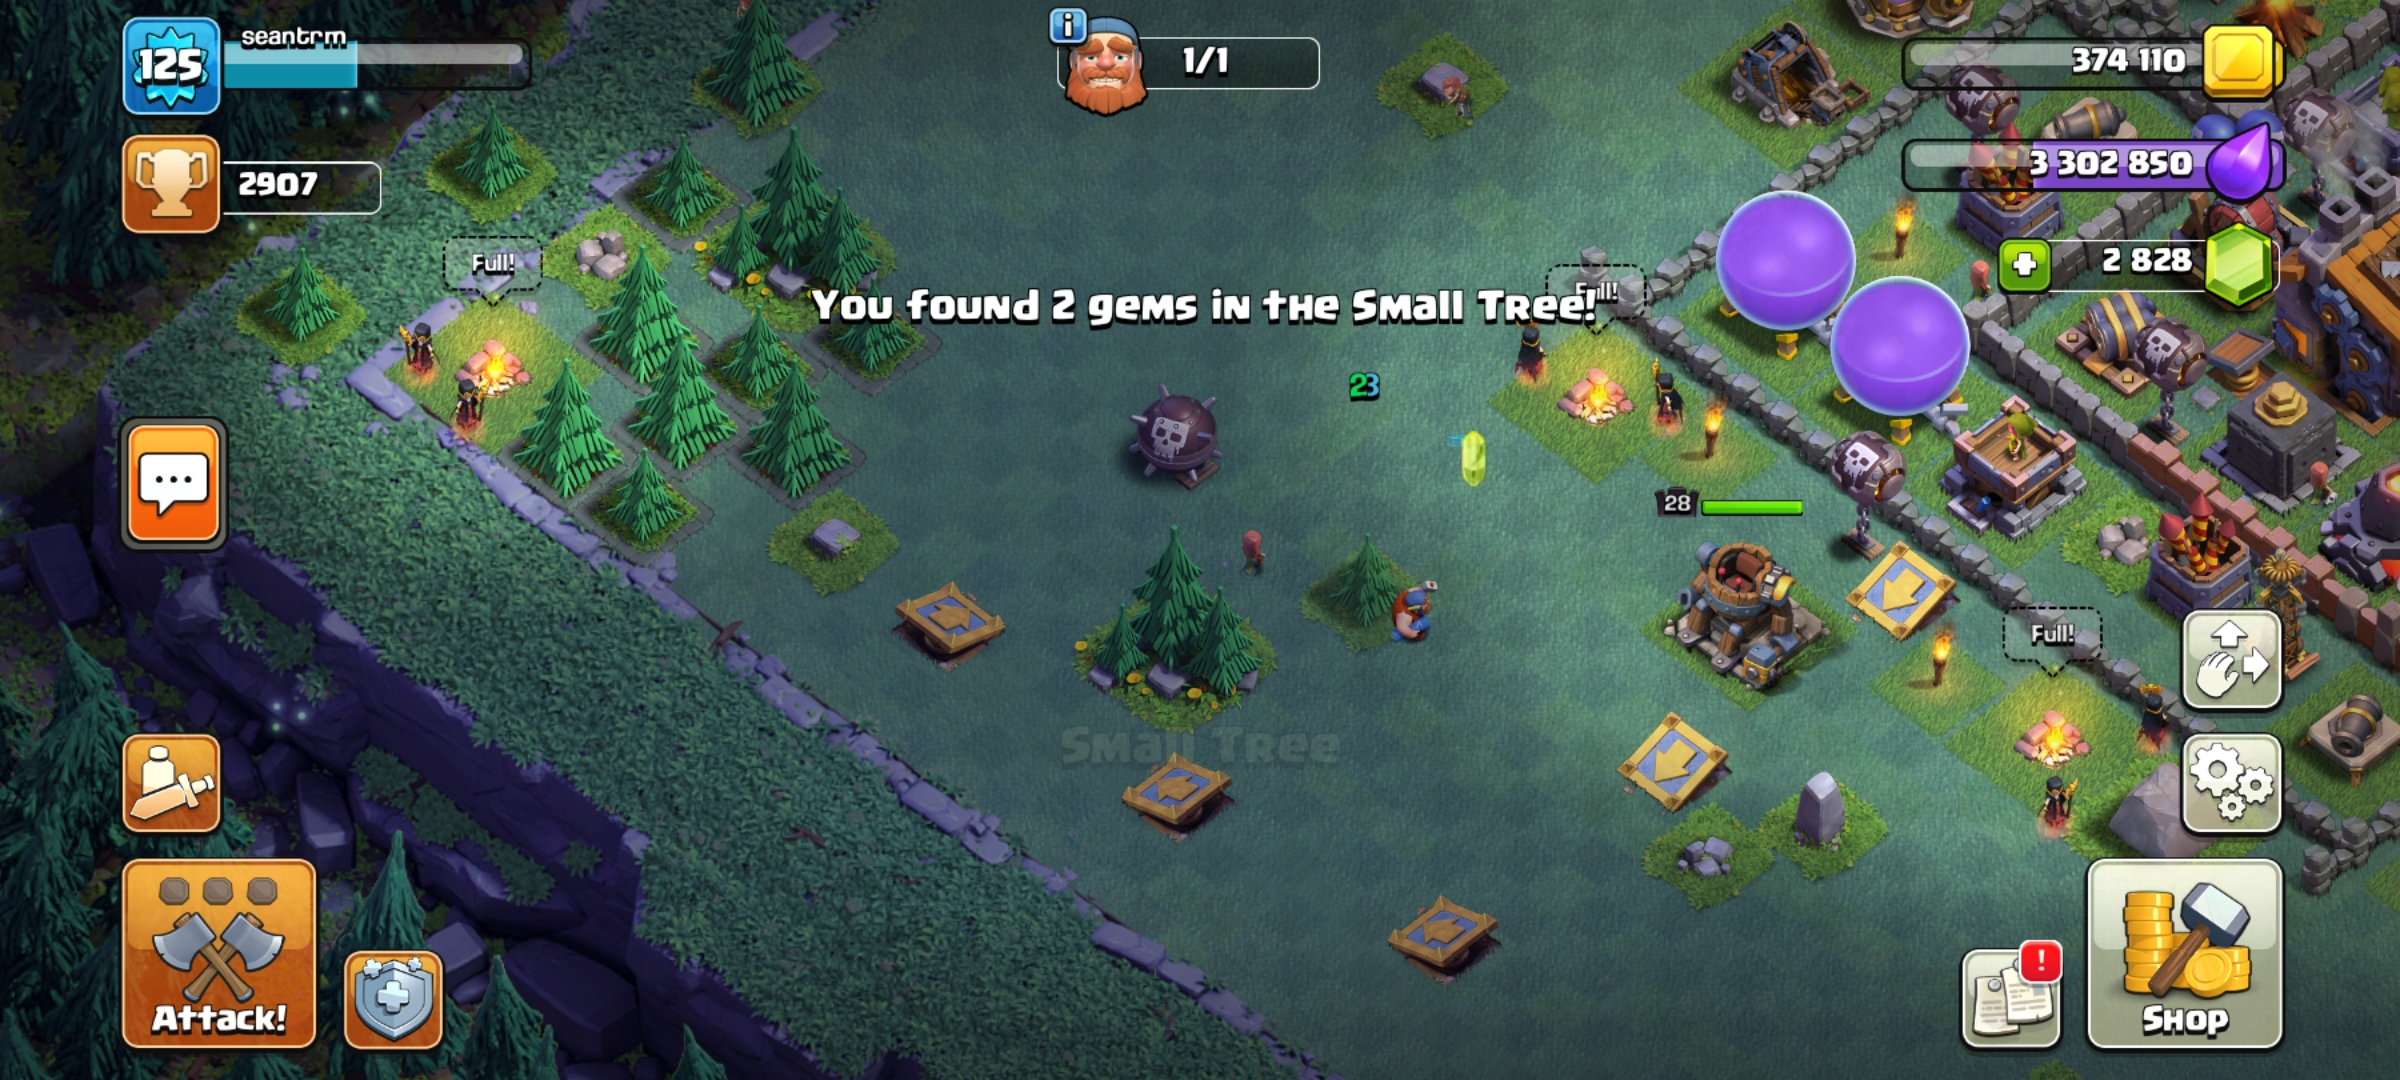 125
seantrm
1/1
374 110
3 302 850
2907
2 828
Full!
You found 2 gems in the Small Tree!
Full!
23
28
Full!
Small Tree
Attack!
!
Shop